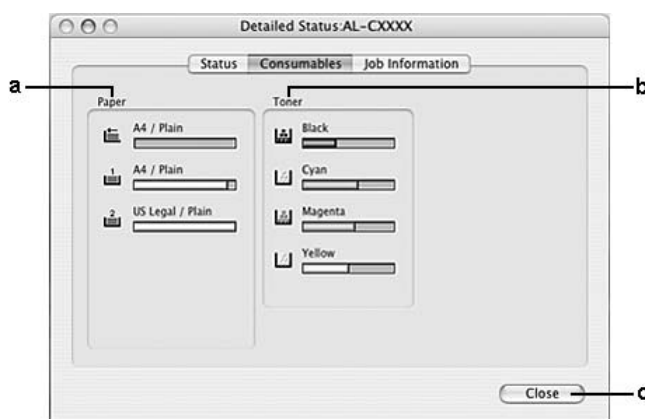 Detailed Status:AL-CXXXX
Status Consumables Job Information
a
b
Paper
Toner
A4 / Plain
Black
1
A4 / Plain
Cyan
2
US Legal / Plain
Magenta
Yellow
Close
c